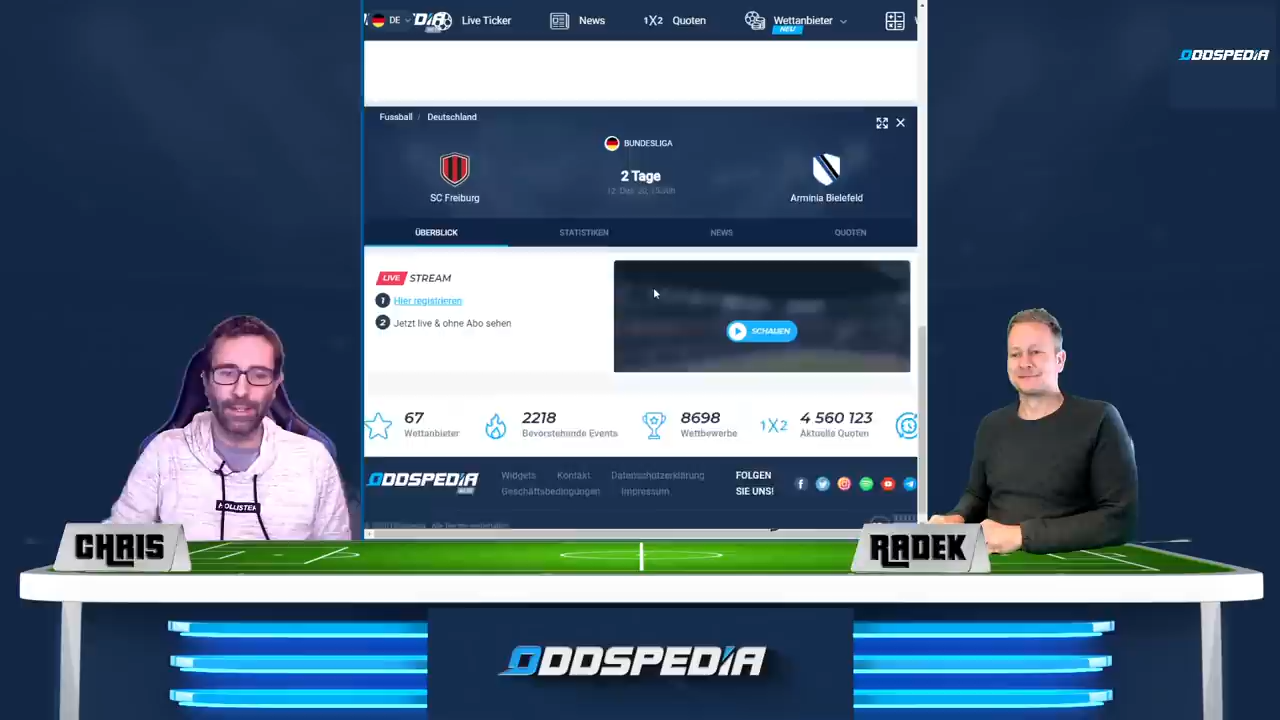 DE
Live Ticker
News
1X2 Quoten
Wettanbieter
NEU
ODDSPEDIA
Fussball / Deutschland
BUNDESLIGA
2 Tage
SC Freiburg
Arminia Bielefeld
ÜBERBLICK
STATISTIKEN
NEWS
QUOTEN
LIVE STREAM
1 Hier registrieren
2 Jetzt live & ohne Abo sehen
SCHAUEN
67
Wettanbieter
2218
Bevorstehende Events
8698
Wettbewerbe
1X2
4 560 123
Aktuelle Quoten
ODDSPEDIA
Widgets Kontakt Datenschutzerklärung
Geschäftsbedingungen Impressum
FOLGEN
SIE UNS!
HOLLISTER
CHRIS
RADEK
ODDSPEDIA